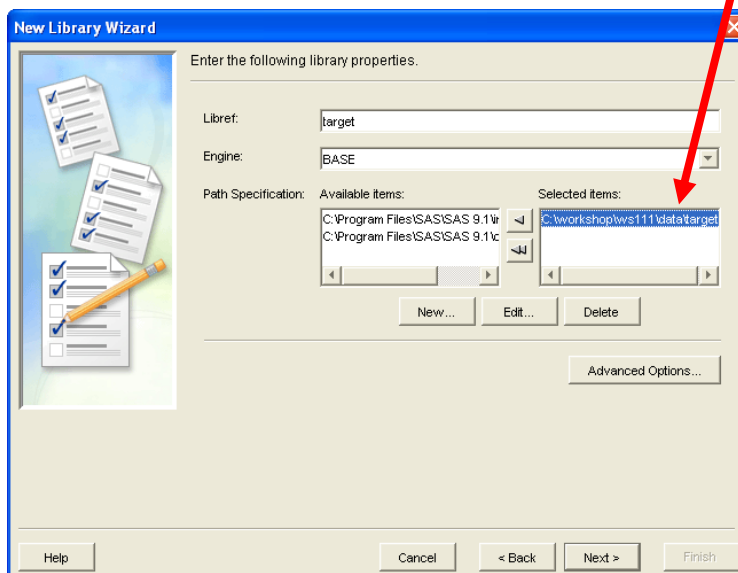 New Library Wizard
Enter the following library properties.
Libref: target
Engine: BASE
Path Specification: Available items: Selected items:
C:\Program Files\SAS\SAS 9.1\ir C:\workshop\ws111\data\target
C:\Program Files\SAS\SAS 9.1\c
New... Edit... Delete
Advanced Options...
Help Cancel < Back Next > Finish